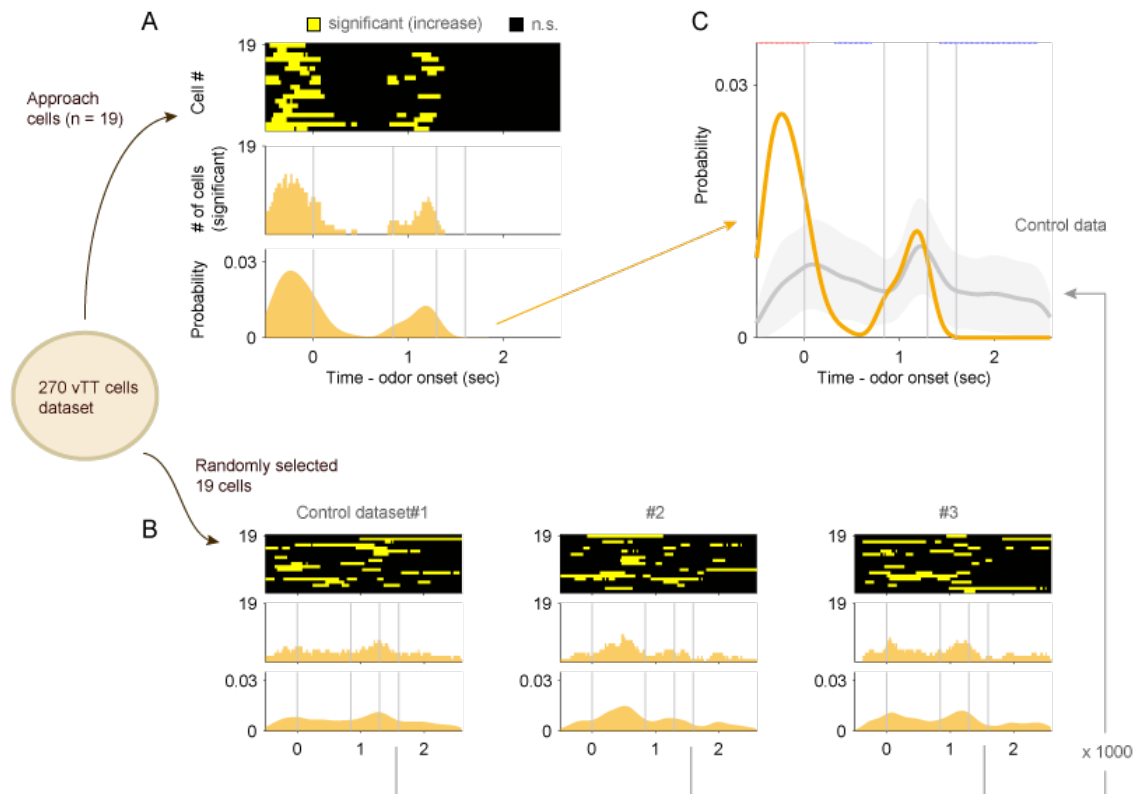 A
significant (increase)
n.s.
C
19
Cell #
Approach
cells (n = 19)
19
# of cells
(significant)
0.03
Probability
0
0
1
2
Time - odor onset (sec)
0.03
Probability
0
0
1
2
Time - odor onset (sec)
Control data
270 vTT cells
dataset
Randomly selected
19 cells
B
Control dataset#1
#2
#3
19
19
19
19
19
19
0.03
0
0.03
0
0.03
0
0
1
2
0
1
2
0
1
2
x 1000